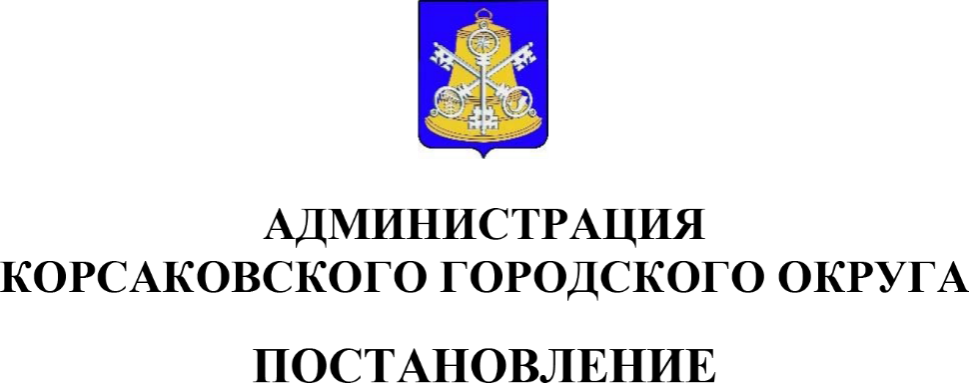 АДМИНИСТРАЦИЯ
КОРСАКОВСКОГО ГОРОДСКОГО ОКРУГА
ПОСТАНОВЛЕНИЕ